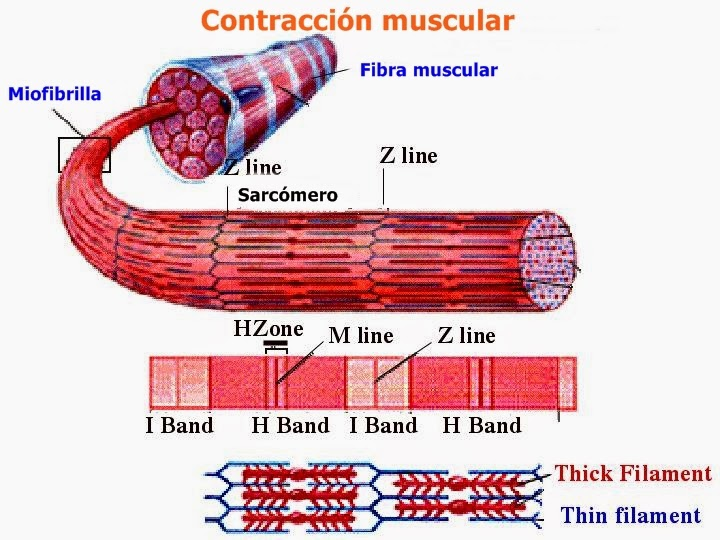 Contracción muscular
Fibra muscular
Miofibrilla
Z line
Z line
Sarcómero
HZone
M line
Z line
I Band
H Band
I Band
H Band
Thick Filament
Thin filament